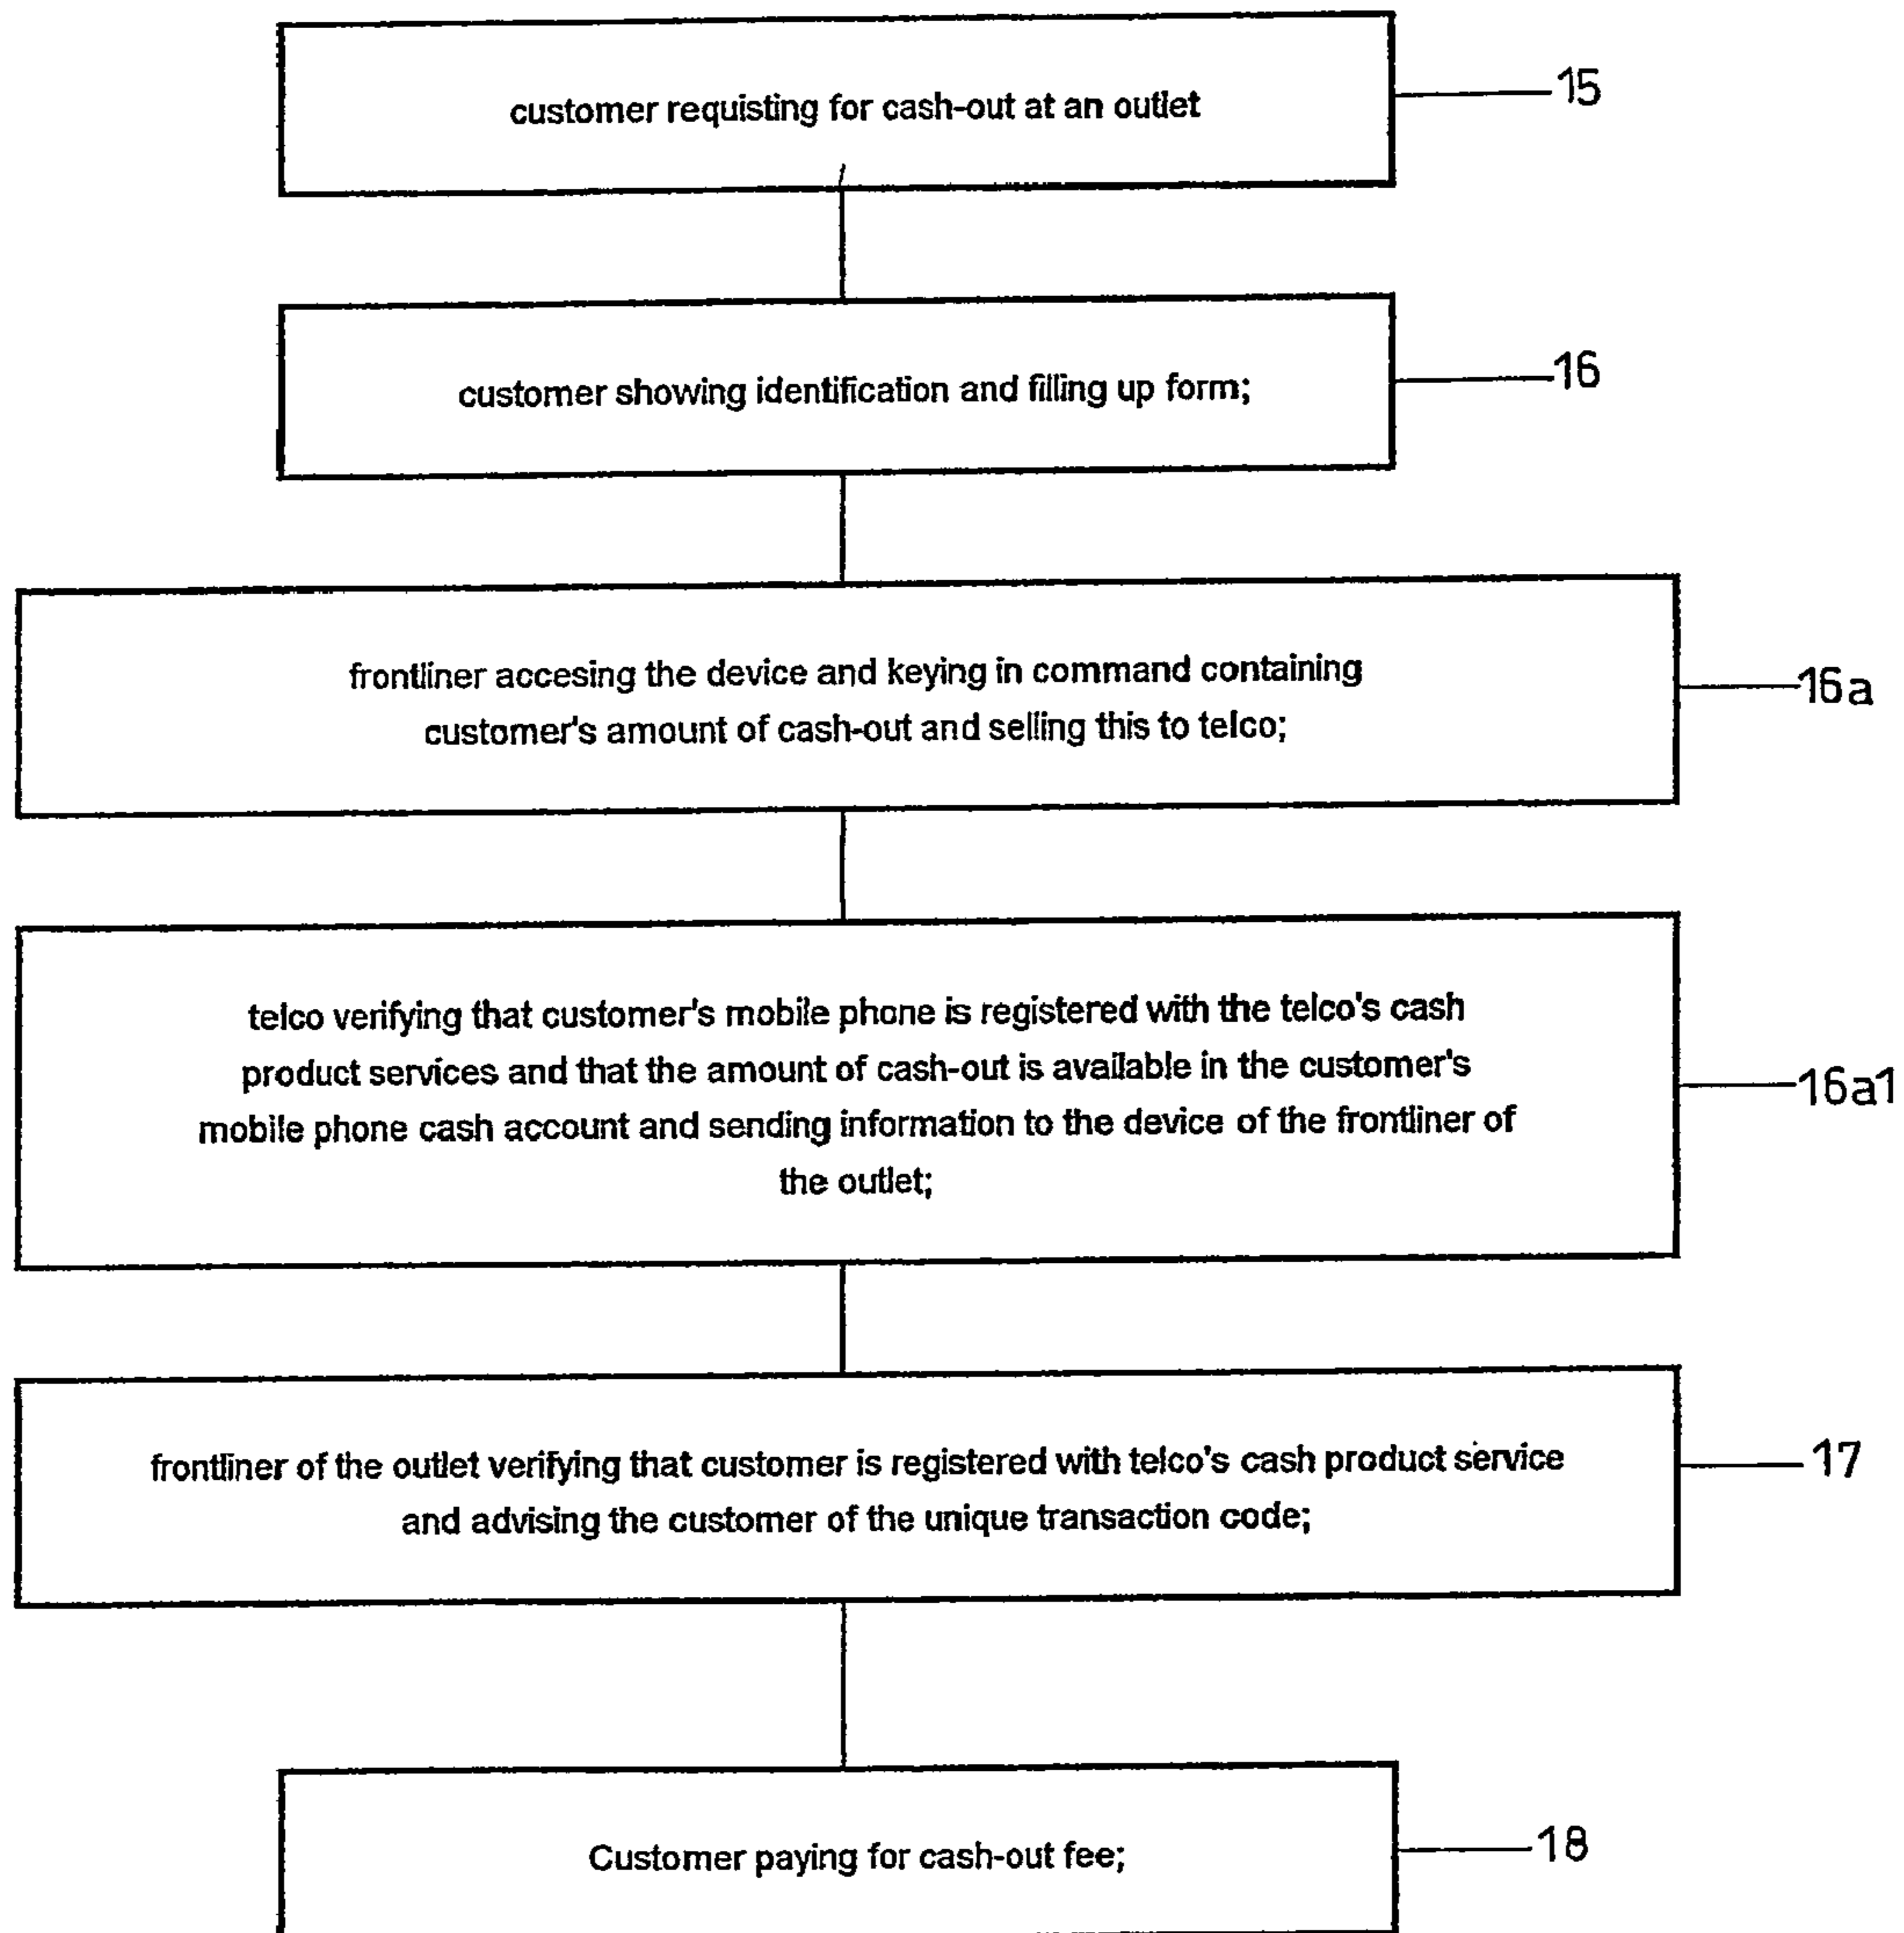 customer requisting for cash-out at an outlet
15
customer showing identification and filling up form;
16
frontliner accesing the device and keying in command containing
customer's amount of cash-out and selling this to telco;
16a
telco verifying that customer's mobile phone is registered with the telco's cash
product services and that the amount of cash-out is available in the customer's
mobile phone cash account and sending information to the device of the frontliner of
the outlet;
16a1
frontliner of the outlet verifying that customer is registered with telco's cash product service
and advising the customer of the unique transaction code;
17
Customer paying for cash-out fee;
18